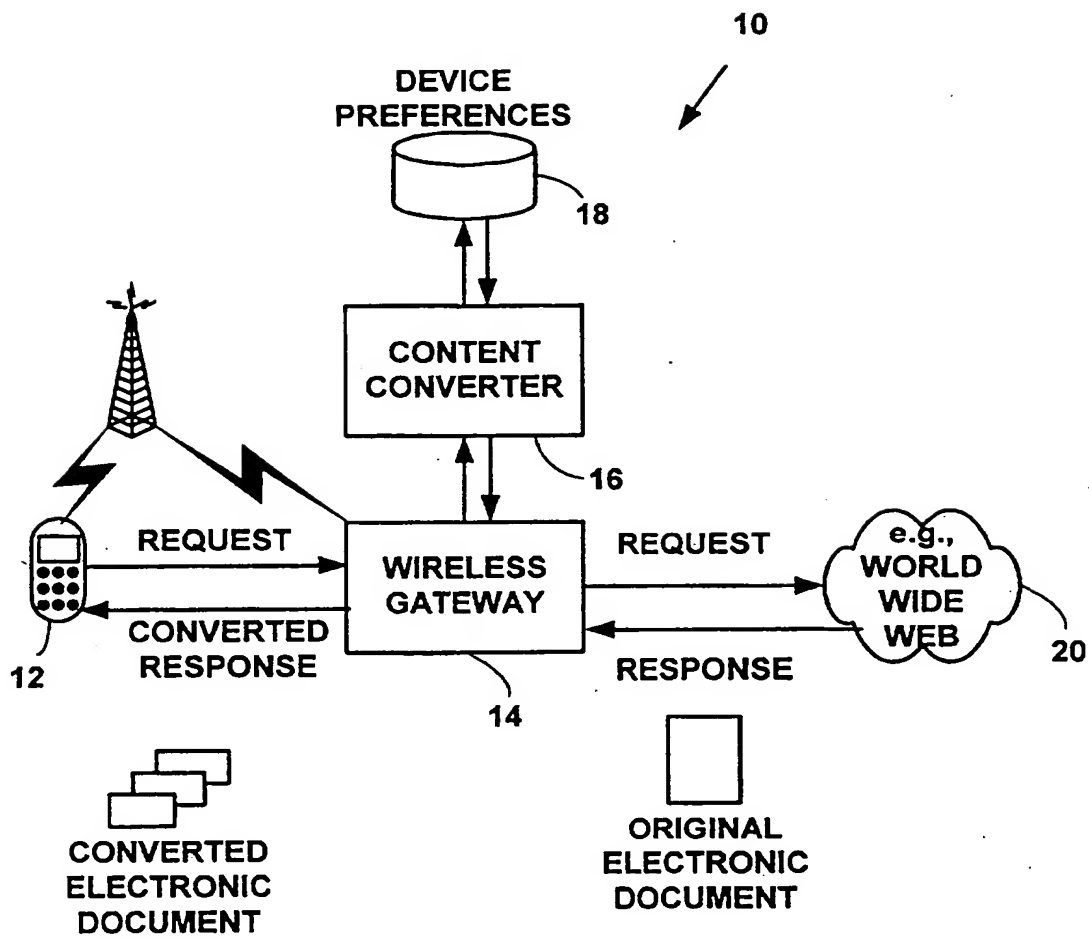 10
DEVICE
PREFERENCES
18
CONTENT
CONVERTER
16
REQUEST
WIRELESS
GATEWAY
REQUEST
e.g.,
WORLD
WIDE
WEB
CONVERTED
RESPONSE
RESPONSE
12
14
20
CONVERTED
ELECTRONIC
DOCUMENT
ORIGINAL
ELECTRONIC
DOCUMENT